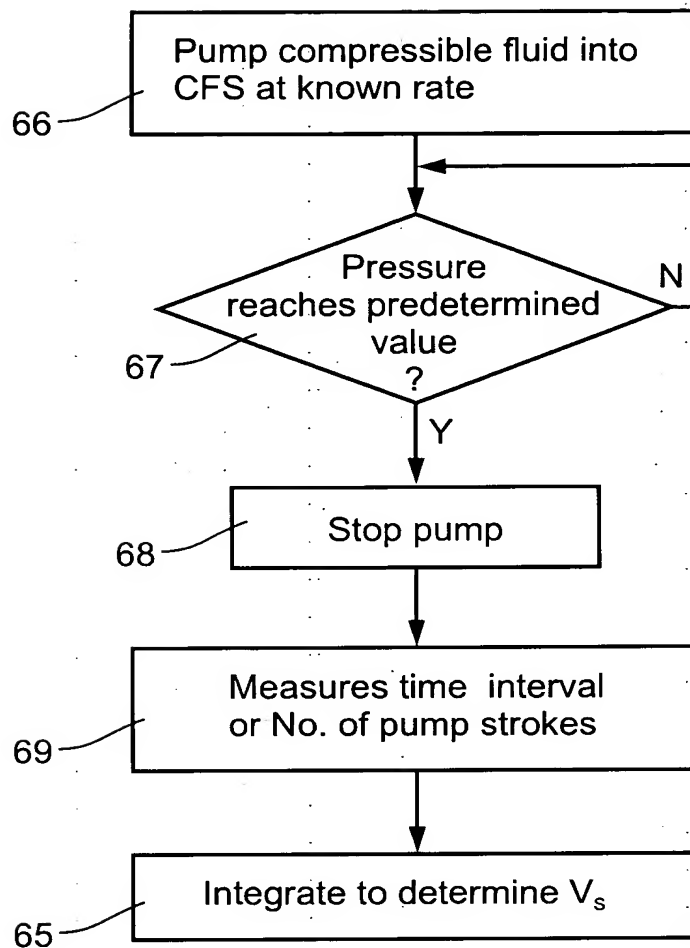 Pump compressible fluid into
CFS at known rate
66
Pressure
reaches predetermined
value
?
N
67
Y
Stop pump
68
Measures time interval
or No. of pump strokes
69
Integrate to determine Vₛ
65